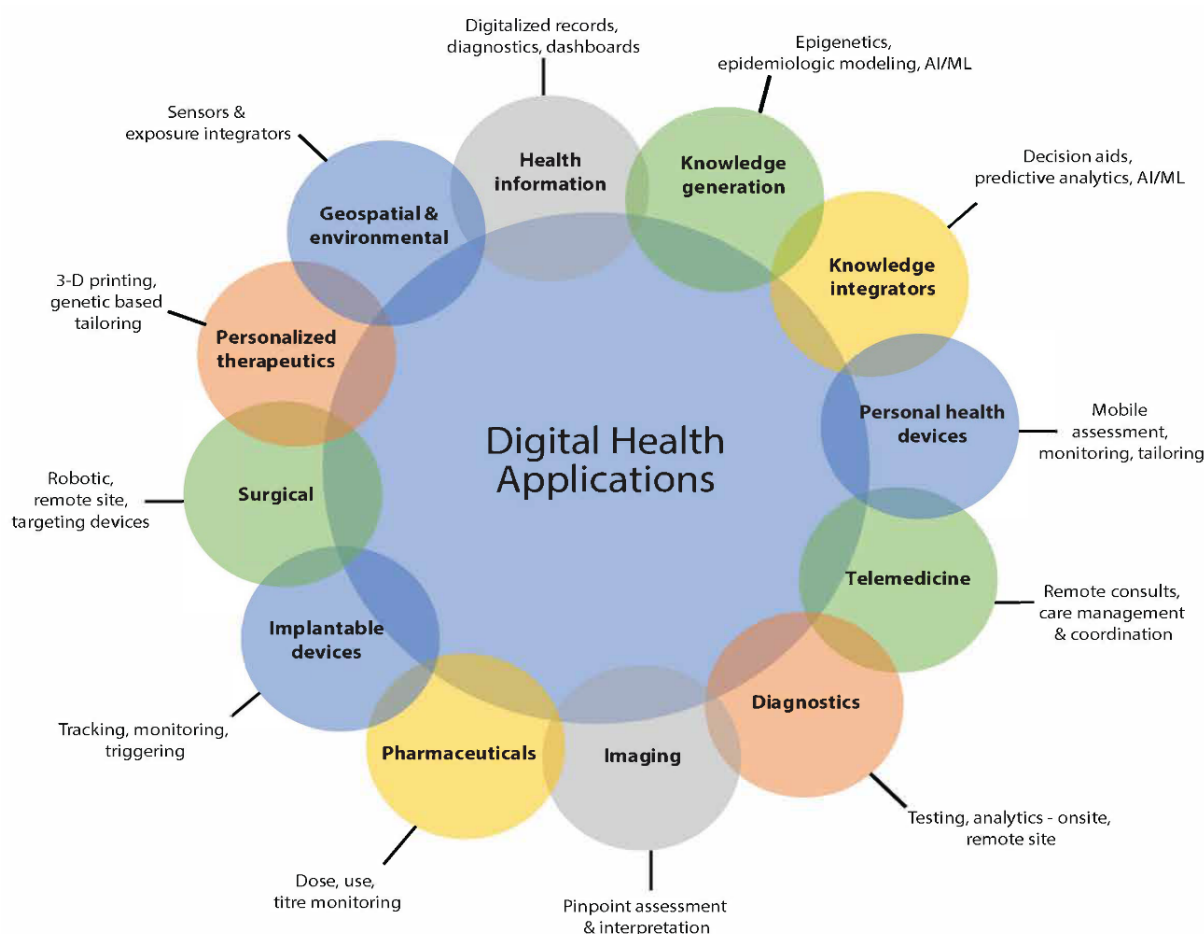 Digitalized records,
diagnostics, dashboards
Epigenetics,
epidemiologic modeling, AI/ML
Sensors &
exposure integrators
Health
information
Knowledge
generation
Decision aids,
predictive analytics, AI/ML
Geospatial &
environmental
Knowledge
integrators
3-D printing,
genetic based
tailoring
Personalized
therapeutics
Personal health
devices
Mobile
assessment,
monitoring, tailoring
Digital Health
Applications
Robotic,
remote site,
targeting devices
Surgical
Telemedicine
Remote consults,
care management
& coordination
Implantable
devices
Diagnostics
Tracking, monitoring,
triggering
Pharmaceuticals
Imaging
Testing, analytics - onsite,
remote site
Dose, use,
titre monitoring
Pinpoint assessment
& interpretation